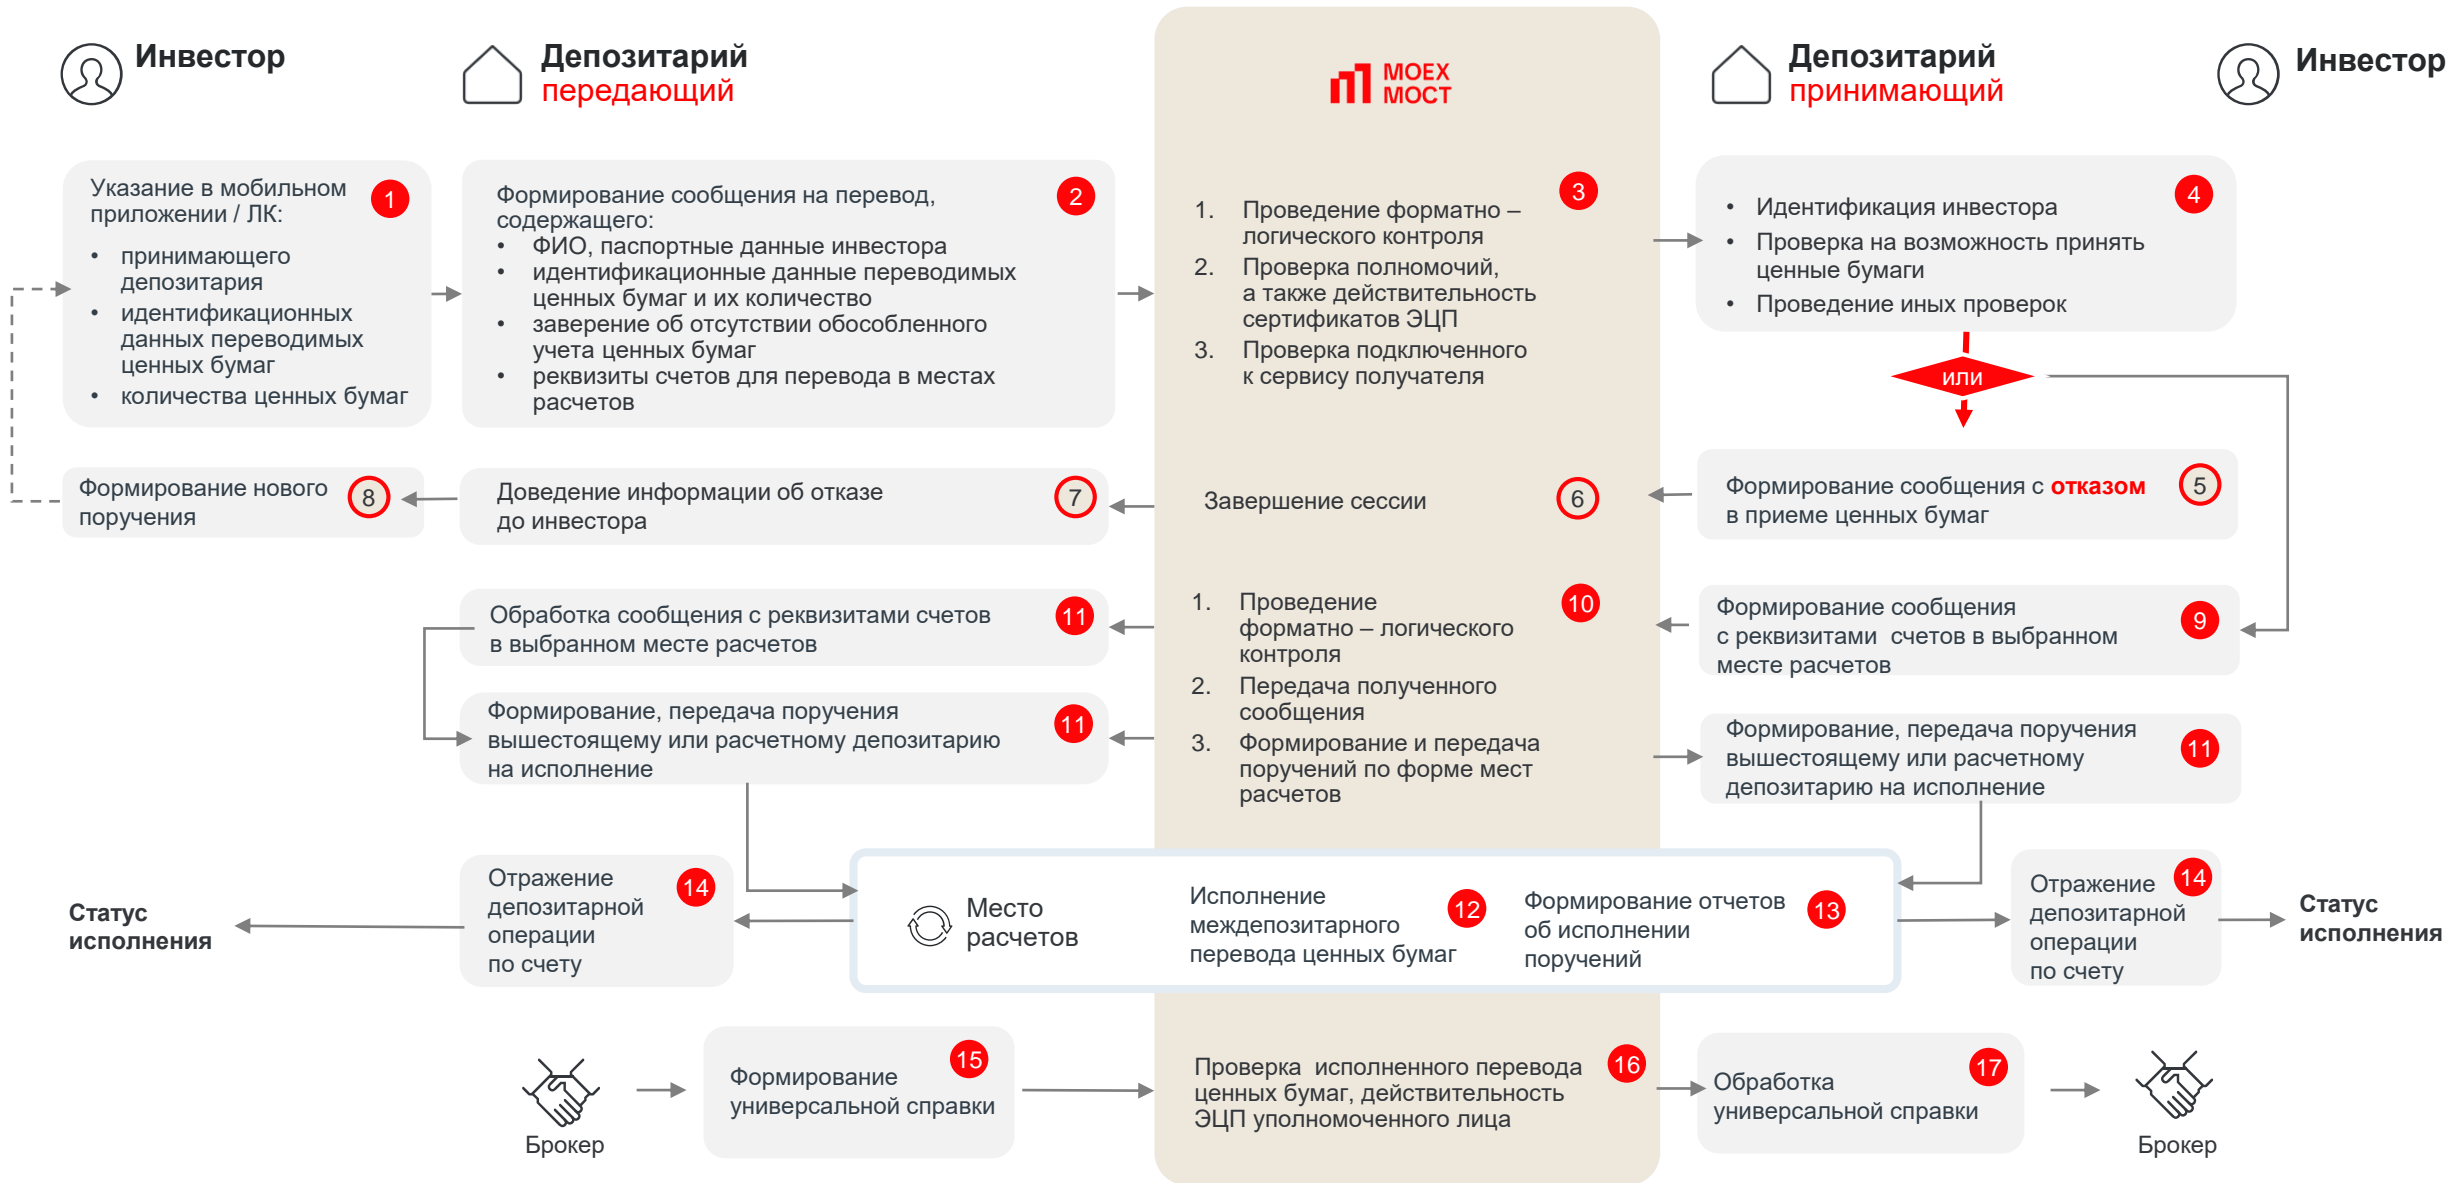 Инвестор
Депозитарий
передающий
MOEX
МОСТ
Депозитарий
принимающий
Инвестор
Указание в мобильном
приложении / ЛК:
• принимающего
депозитария
• идентификационных
данных переводимых
ценных бумаг
• количества ценных бумаг
1
Формирование сообщения на перевод,
содержащего:
• ФИО, паспортные данные инвестора
• идентификационные данные переводимых
ценных бумаг и их количество
• заверение об отсутствии обособленного
учета ценных бумаг
• реквизиты счетов для перевода в местах
расчетов
2
1. Проведение форматно –
логического контроля
2. Проверка полномочий,
а также действительность
сертификатов ЭЦП
3. Проверка подключенного
к сервису получателя
3
• Идентификация инвестора
• Проверка на возможность принять
ценные бумаги
• Проведение иных проверок
4
или
Формирование сообщения с отказом
в приеме ценных бумаг
5
Завершение сессии
6
Доведение информации об отказе
до инвестора
7
Формирование нового
поручения
8
Формирование сообщения
с реквизитами счетов в выбранном
месте расчетов
9
1. Проведение
форматно – логического
контроля
2. Передача полученного
сообщения
3. Формирование и передача
поручений по форме мест
расчетов
10
Обработка сообщения с реквизитами счетов
в выбранном месте расчетов
11
Формирование, передача поручения
вышестоящему или расчетному депозитарию
на исполнение
11
Формирование, передача поручения
вышестоящему или расчетному
депозитарию на исполнение
11
Место
расчетов
Исполнение
междепозитарного
перевода ценных бумаг
12
Формирование отчетов
об исполнении
поручений
13
Отражение
депозитарной
операции
по счету
14
Статус
исполнения
Отражение
депозитарной
операции
по счету
14
Статус
исполнения
Брокер
Формирование
универсальной справки
15
Проверка исполненного перевода
ценных бумаг, действительность
ЭЦП уполномоченного лица
16
Обработка
универсальной справки
17
Брокер